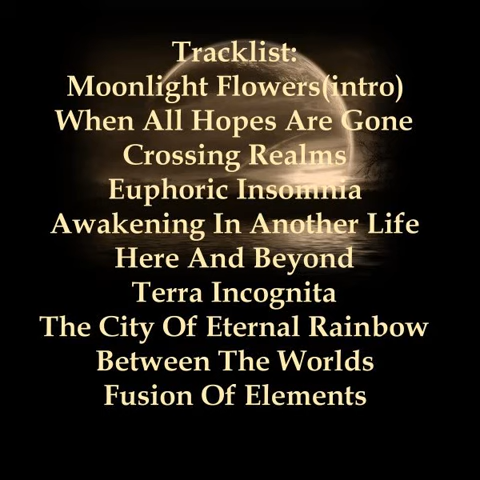 Tracklist:
Moonlight Flowers(intro)
When All Hopes Are Gone
Crossing Realms
Euphoric Insomnia
Awakening In Another Life
Here And Beyond
Terra Incognita
The City Of Eternal Rainbow
Between The Worlds
Fusion Of Elements